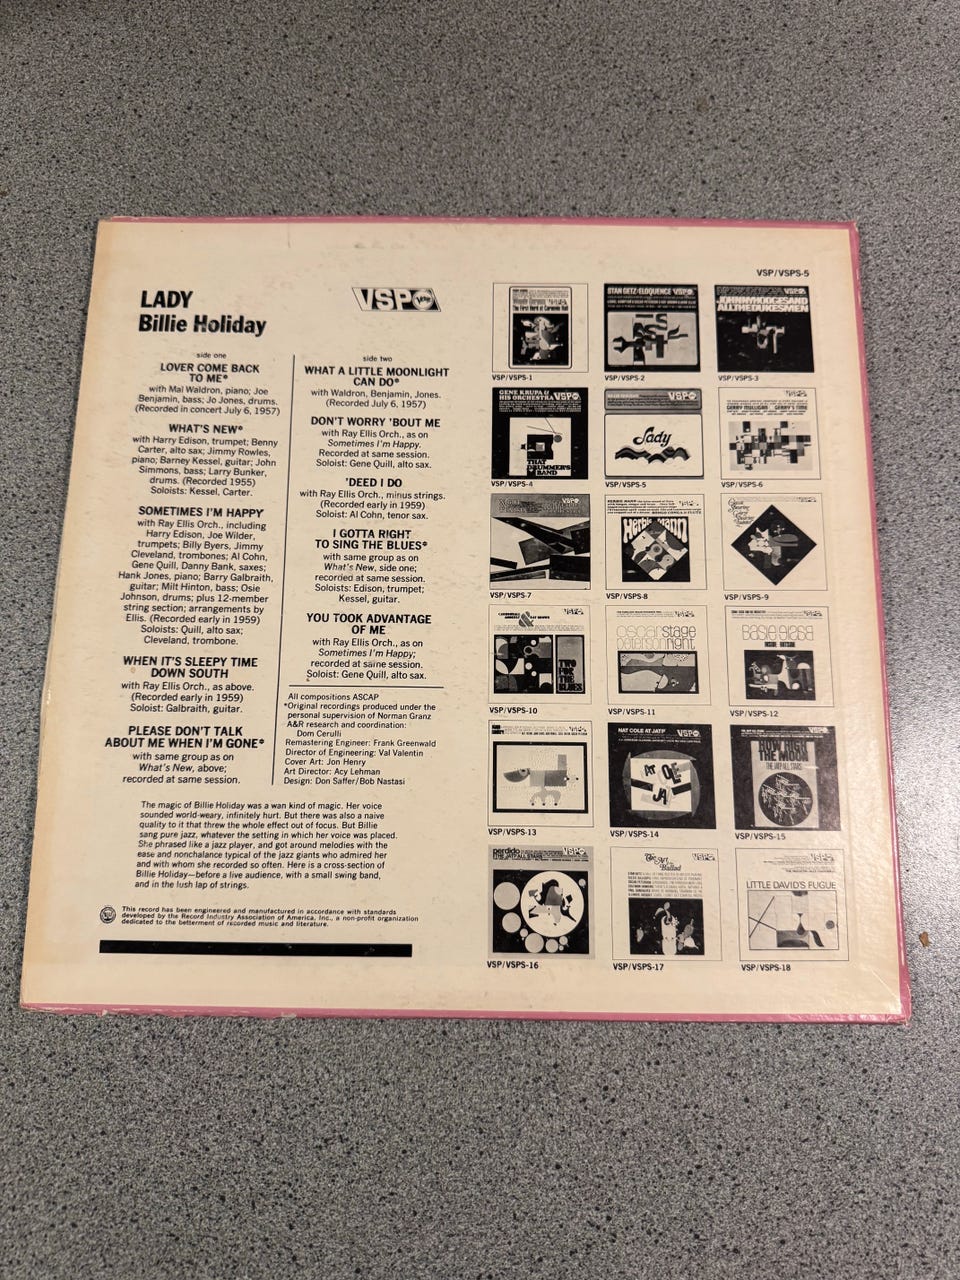 VSP/VSPS-5
LADY
Billie Holiday
VSP
side one
LOVER COME BACK
TO ME*
with Mal Waldron, piano; Joe
Benjamin, bass; Jo Jones, drums.
(Recorded in concert July 6, 1957)
WHAT'S NEW*
with Harry Edison, trumpet; Benny
Carter, alto sax; Jimmy Rowles,
piano; Barney Kessel, guitar; John
Simmons, bass; Larry Bunker,
drums. (Recorded 1955)
Soloists: Kessel, Carter.
SOMETIMES I'M HAPPY
with Ray Ellis Orch., including
Harry Edison, Joe Wilder,
trumpets; Billy Byers, Jimmy
Cleveland, trombones; Al Cohn,
Gene Quill, Danny Bank, saxes;
Hank Jones, piano; Barry Galbraith,
guitar; Milt Hinton, bass; Osie
Johnson, drums; plus 12-member
string section; arrangements by
Ellis. (Recorded early in 1959)
Soloists: Quill, alto sax;
Cleveland, trombone.
WHEN IT'S SLEEPY TIME
DOWN SOUTH
with Ray Ellis Orch., as above.
(Recorded early in 1959)
Soloist: Galbraith, guitar.
PLEASE DON'T TALK
ABOUT ME WHEN I'M GONE*
with same group as on
What's New, above;
recorded at same session.
side two
WHAT A LITTLE MOONLIGHT
CAN DO*
with Waldron, Benjamin, Jones.
(Recorded July 6, 1957)
DON'T WORRY 'BOUT ME
with Ray Ellis Orch., as on
Sometimes I'm Happy.
Recorded at same session.
Soloist: Gene Quill, alto sax.
'DEED I DO
with Ray Ellis Orch., minus strings.
(Recorded early in 1959)
Soloist: Al Cohn, tenor sax.
I GOTTA RIGHT
TO SING THE BLUES*
with same group as on
What's New, side one;
recorded at same session.
Soloists: Edison, trumpet;
Kessel, guitar.
YOU TOOK ADVANTAGE
OF ME
with Ray Ellis Orch., as on
Sometimes I'm Happy;
recorded at same session.
Soloist: Gene Quill, alto sax.
All compositions ASCAP
*Original recordings produced under the
personal supervision of Norman Granz
A&R research and coordination:
Dom Cerulli
Remastering Engineer: Frank Greenwald
Director of Engineering: Val Valentin
Cover Art: Jon Henry
Art Director: Acy Lehman
Design: Don Saffer/Bob Nastasi
The magic of Billie Holiday was a wan kind of magic. Her voice
sounded world-weary, infinitely hurt. But there was also a naive
quality to it that threw the whole effect out of focus. But Billie
sang pure jazz, whatever the setting in which her voice was placed.
She phrased like a jazz player, and got around melodies with the
ease and nonchalance typical of the jazz giants who admired her
and with whom she recorded so often. Here is a cross-section of
Billie Holiday—before a live audience, with a small swing band,
and in the lush lap of strings.
This record has been engineered and manufactured in accordance with standards
developed by the Record Industry Association of America, Inc., a non-profit organization
dedicated to the betterment of recorded music and literature.
VSP/VSPS-1
STAN GETZ/ELOQUENCE VSP
VSP/VSPS-2
JOHNNY HODGES AND
ALL THE DUKE'S MEN
VSP/VSPS-3
GENE KRUPA &
HIS ORCHESTRA VSP
THAT
DRUMMER'S
BAND
VSP/VSPS-4
VSP
Lady
VSP/VSPS-5
GERRY MULLIGAN GERRY'S TIME
VSP/VSPS-6
VSP
VSP/VSPS-7
Herbie Mann
VSP/VSPS-8
VSP/VSPS-9
VSP
TWO FOR
THE
BLUES
VSP/VSPS-10
oscar stage
peterson right
VSP/VSPS-11
INSIDE OUTSIDE
VSP/VSPS-12
VSP/VSPS-13
NAT COLE AT JATP VSP
VSP/VSPS-14
HOW HIGH
THE MOON
THE JATP ALL STARS
VSP/VSPS-15
perdido
THE JATP ALL STARS
VSP
VSP/VSPS-16
The Art
Ballad
VSP
VSP/VSPS-17
LITTLE DAVID'S FUGUE
VSP/VSPS-18